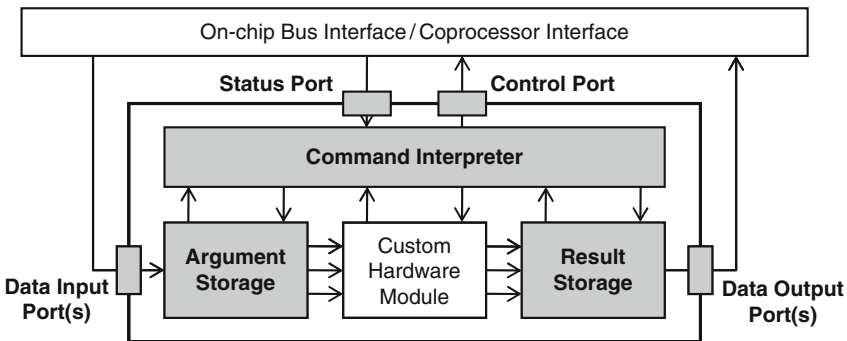 On-chip Bus Interface / Coprocessor Interface
Status Port
Control Port
Command Interpreter
Argument
Storage
Custom
Hardware
Module
Result
Storage
Data Input
Port(s)
Data Output
Port(s)